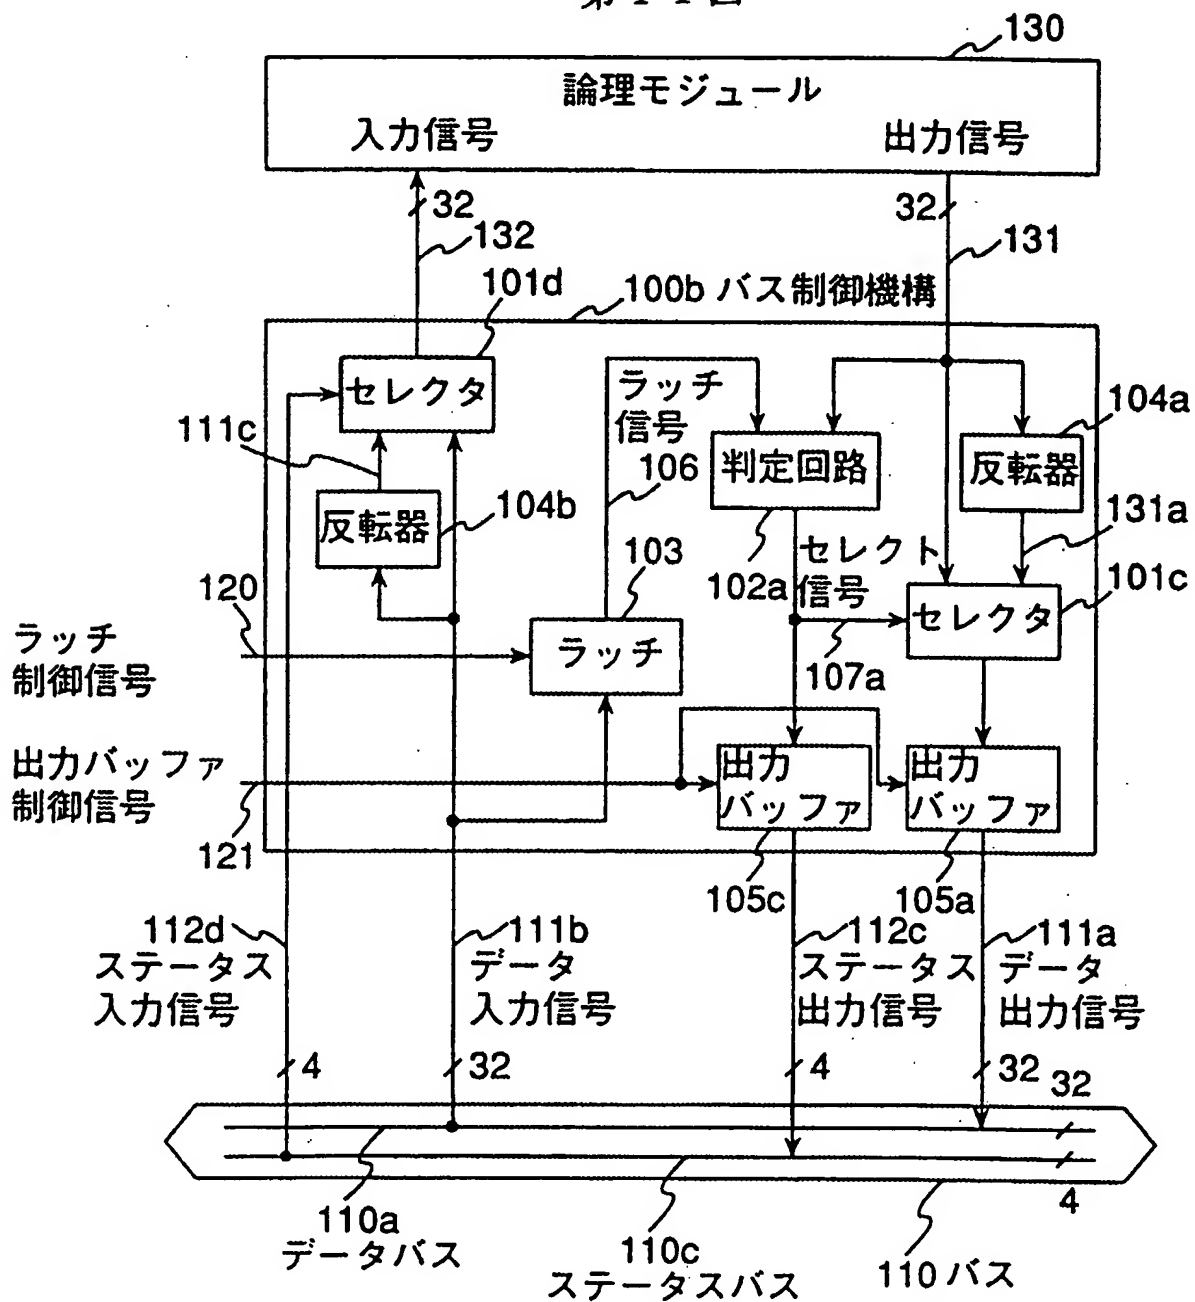 130
論理モジュール
入力信号
出力信号
32
32
132
131
101d
100b バス制御機構
セレクタ
ラッチ
信号
104a
111c
106
判定回路
反転器
反転器
104b
131a
103
セレクト
信号
102a
101c
120
ラッチ
制御信号
ラッチ
セレクタ
107a
出力バッファ
制御信号
出力
バッファ
出力
バッファ
121
105c
105a
112d
ステータス
入力信号
111b
データ
入力信号
112c
ステータス
出力信号
111a
データ
出力信号
4
32
4
32
32
4
110a
データバス
110c
ステータスバス
110 バス